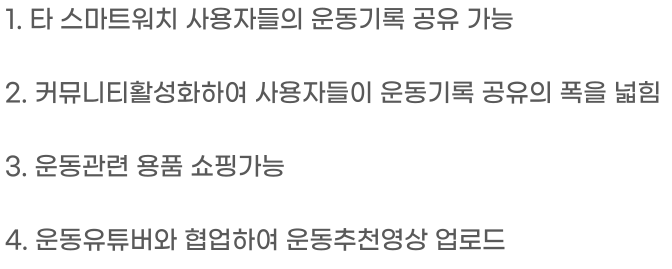 1. 타 스마트워치 사용자들의 운동기록 공유 가능
2. 커뮤니티활성화하여 사용자들이 운동기록 공유의 폭을 넓힘
3. 운동관련 용품 쇼핑가능
4. 운동유튜버와 협업하여 운동추천영상 업로드